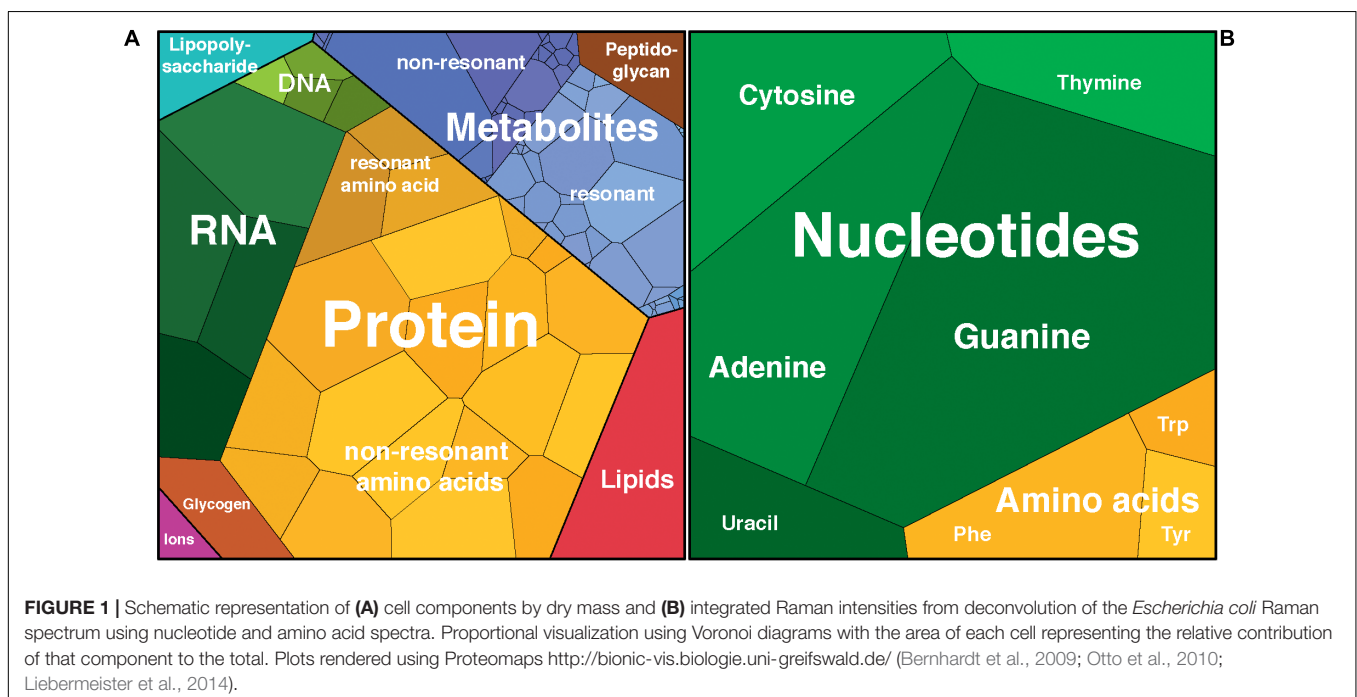 A
Lipopoly-
saccharide
DNA
non-resonant
Peptido-
glycan
Metabolites
resonant
amino acid
resonant
RNA
Protein
non-resonant
amino acids
Lipids
Glycogen
Ions
B
Cytosine
Thymine
Nucleotides
Guanine
Adenine
Trp
Amino acids
Uracil
Phe
Tyr
FIGURE 1 | Schematic representation of (A) cell components by dry mass and (B) integrated Raman intensities from deconvolution of the Escherichia coli Raman
spectrum using nucleotide and amino acid spectra. Proportional visualization using Voronoi diagrams with the area of each cell representing the relative contribution
of that component to the total. Plots rendered using Proteomaps http://bionic-vis.biologie.uni-greifswald.de/ (Bernhardt et al., 2009; Otto et al., 2010;
Liebermeister et al., 2014).